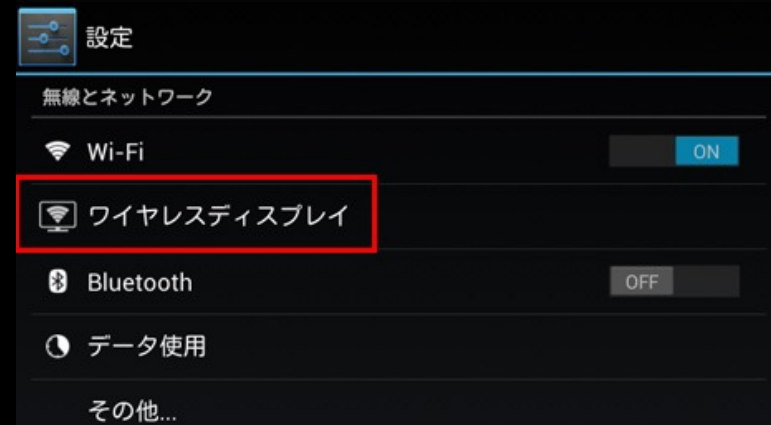 設定
無線とネットワーク
Wi-Fi ON
ワイヤレスディスプレイ
Bluetooth OFF
データ使用
その他...